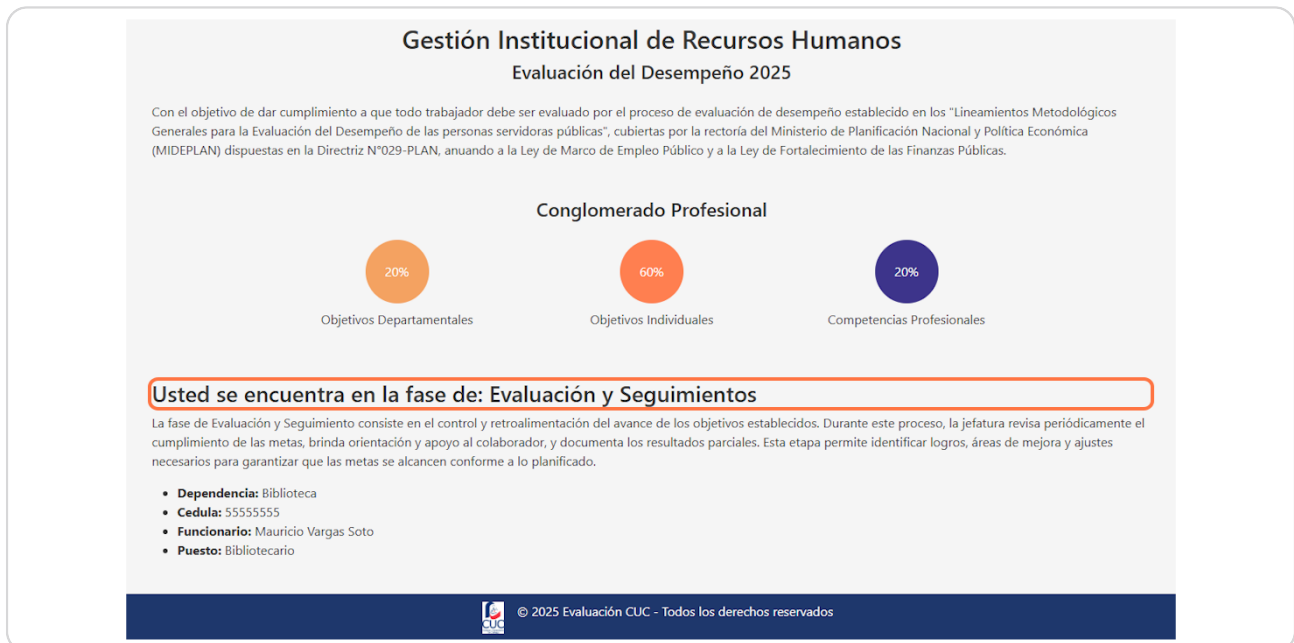 Gestión Institucional de Recursos Humanos
Evaluación del Desempeño 2025
Con el objetivo de dar cumplimiento a que todo trabajador debe ser evaluado por el proceso de evaluación de desempeño establecido en los "Lineamientos Metodológicos
Generales para la Evaluación del Desempeño de las personas servidoras públicas", cubiertas por la rectoría del Ministerio de Planificación Nacional y Política Económica
(MIDEPLAN) dispuestas en la Directriz N°029-PLAN, anuando a la Ley de Marco de Empleo Público y a la Ley de Fortalecimiento de las Finanzas Públicas.
Conglomerado Profesional
20% 60% 20%
Objetivos Departamentales Objetivos Individuales Competencias Profesionales
Usted se encuentra en la fase de: Evaluación y Seguimientos
La fase de Evaluación y Seguimiento consiste en el control y retroalimentación del avance de los objetivos establecidos. Durante este proceso, la jefatura revisa periódicamente el
cumplimiento de las metas, brinda orientación y apoyo al colaborador, y documenta los resultados parciales. Esta etapa permite identificar logros, áreas de mejora y ajustes
necesarios para garantizar que las metas se alcancen conforme a lo planificado.
• Dependencia: Biblioteca
• Cedula: 55555555
• Funcionario: Mauricio Vargas Soto
• Puesto: Bibliotecario
CUC © 2025 Evaluación CUC - Todos los derechos reservados